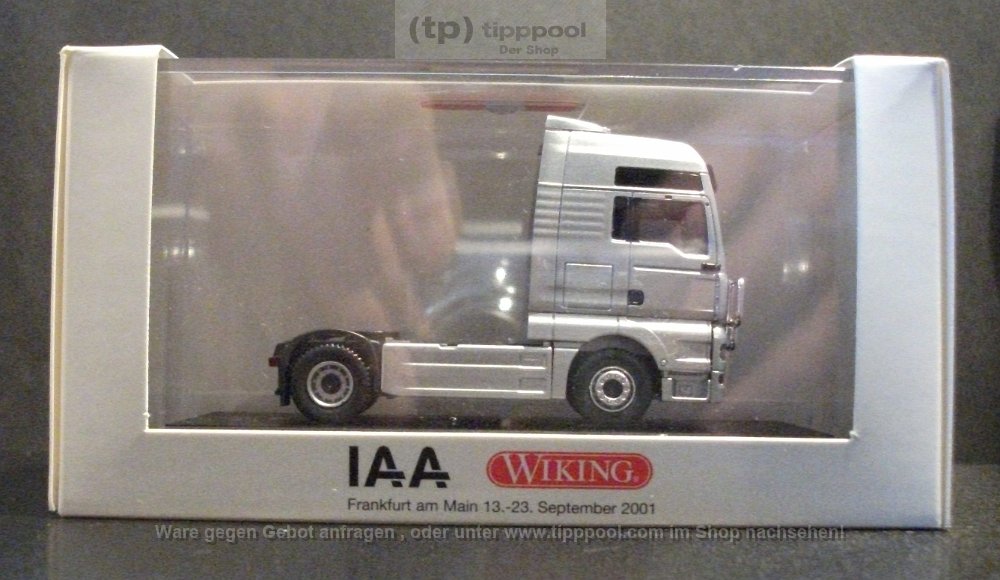 (tp) tipppool
Der Shop
IAA WIKING®
Frankfurt am Main 13.-23. September 2001
Ware gegen Gebot anfragen , oder unter www.tipppool.com im Shop nachsehen!